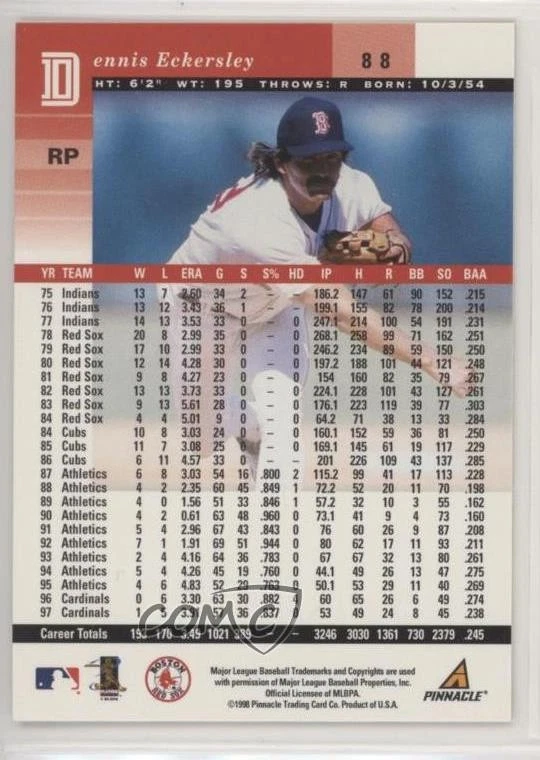 Dennis Eckersley 88
HT: 6'2" WT: 195 THROWS: R BORN: 10/3/54
B
RP
YR TEAM W L ERA G S S% HD IP H R BB SO BAA
75 Indians 13 7 2.60 34 2 – – 186.2 147 61 90 152 .215
76 Indians 13 12 3.43 36 1 – – 199.1 155 82 78 200 .214
77 Indians 14 13 3.53 33 0 – 0 247.1 214 100 54 191 .231
78 Red Sox 20 8 2.99 35 0 – 0 268.1 258 99 71 162 .251
79 Red Sox 17 10 2.99 33 0 – 0 246.2 234 89 59 150 .250
80 Red Sox 12 14 4.28 30 0 – 0 197.2 188 101 44 121 .248
81 Red Sox 9 8 4.27 23 0 – 0 154 160 82 35 79 .267
82 Red Sox 13 13 3.73 33 0 – 0 224.1 228 101 43 127 .261
83 Red Sox 9 13 5.61 28 0 – 0 176.1 223 119 39 77 .303
84 Red Sox 4 4 5.01 9 0 – 0 64.2 71 38 13 33 .284
84 Cubs 10 8 3.03 24 0 – 0 160.1 152 59 36 81 .250
85 Cubs 11 7 3.08 25 0 – 0 169.1 145 61 19 117 .229
86 Cubs 6 11 4.57 33 0 – 0 201 226 109 43 137 .285
87 Athletics 6 8 3.03 54 16 .800 2 115.2 99 41 17 113 .228
88 Athletics 4 2 2.35 60 45 .849 1 72.2 52 20 11 70 .198
89 Athletics 4 0 1.56 51 33 .846 1 57.2 32 10 3 55 .162
90 Athletics 4 2 0.61 63 48 .960 0 73.1 41 9 4 73 .160
91 Athletics 5 4 2.96 67 43 .843 0 76 60 26 9 87 .208
92 Athletics 7 1 1.91 69 51 .944 0 80 62 17 11 93 .211
93 Athletics 2 4 4.16 64 36 .783 0 67 67 32 13 80 .261
94 Athletics 5 4 4.26 45 19 .760 0 44.1 49 26 13 47 .275
95 Athletics 4 6 4.83 52 29 .763 0 50.1 53 29 11 40 .269
96 Cardinals 0 6 3.30 63 30 .882 4 60 65 26 6 49 .274
97 Cardinals 1 5 3.91 57 36 .837 53 49 24 8 45 .238
Career Totals 193 170 3.49 1021 389 – 3246 3030 1361 730 2379 .245
COMC
BOSTON
RED SOX
Major League Baseball Trademarks and Copyrights are used
with permission of Major League Baseball Properties, Inc.
Official Licensee of MLBPA.
©1998 Pinnacle Trading Card Co. Product of U.S.A.
PINNACLE®